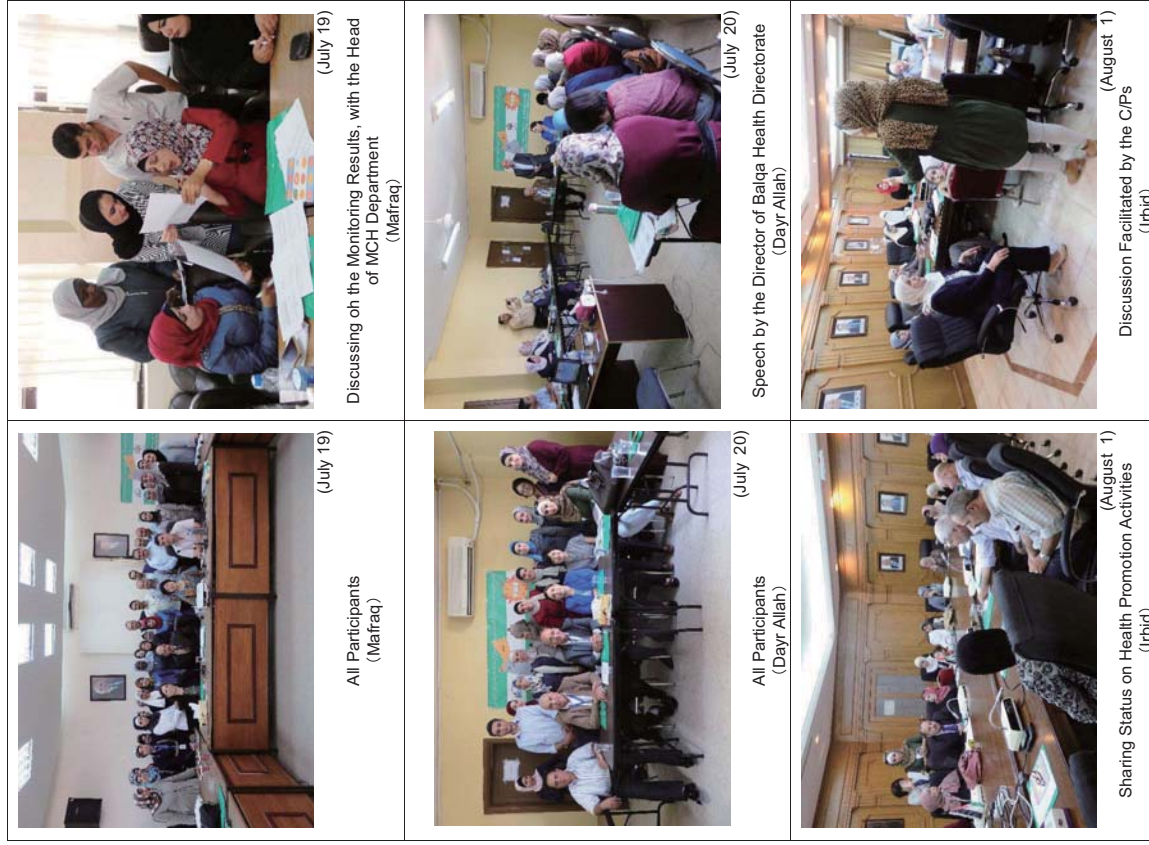 (July 19)
All Participants
(Mafraq)
(July 19)
Discussing oh the Monitoring Results, with the Head
of MCH Department
(Mafraq)
(July 20)
All Participants
(Dayr Allah)
(July 20)
Speech by the Director of Balqa Health Directorate
(Dayr Allah)
(August 1)
Sharing Status on Health Promotion Activities
(Irbid)
(August 1)
Discussion Facilitated by the C/Ps
(Irbid)